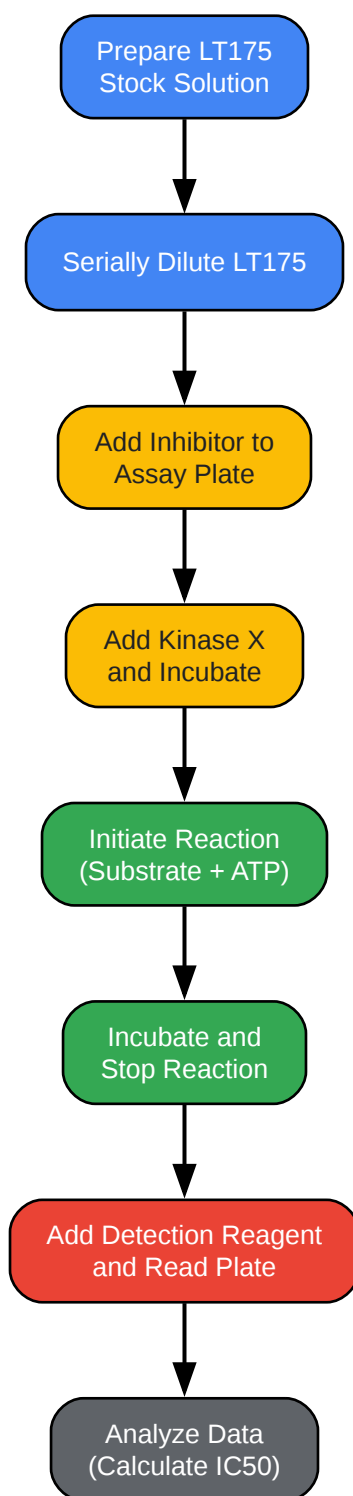 Prepare LT175
Stock Solution
Serially Dilute LT175
Add Inhibitor to
Assay Plate
Add Kinase X
and Incubate
Initiate Reaction
(Substrate + ATP)
Incubate and
Stop Reaction
Add Detection Reagent
and Read Plate
Analyze Data
(Calculate IC50)